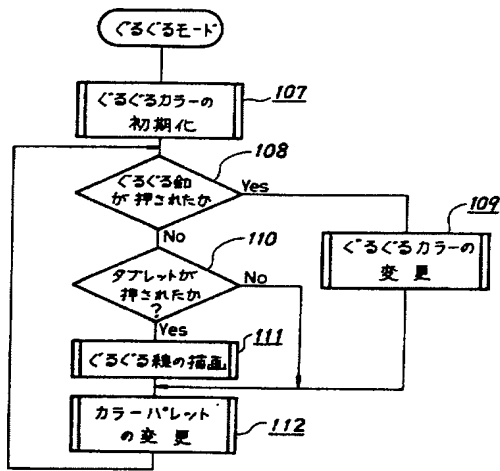 ぐるぐるモード
107
ぐるぐるカラーの
初期化
108
ぐるぐる釦
が押されたか
Yes
109
No
110
ぐるぐるカラーの
変更
タブレットが
押されたか
?
No
Yes
111
ぐるぐる線の描画
カラーパレット
の変更
112